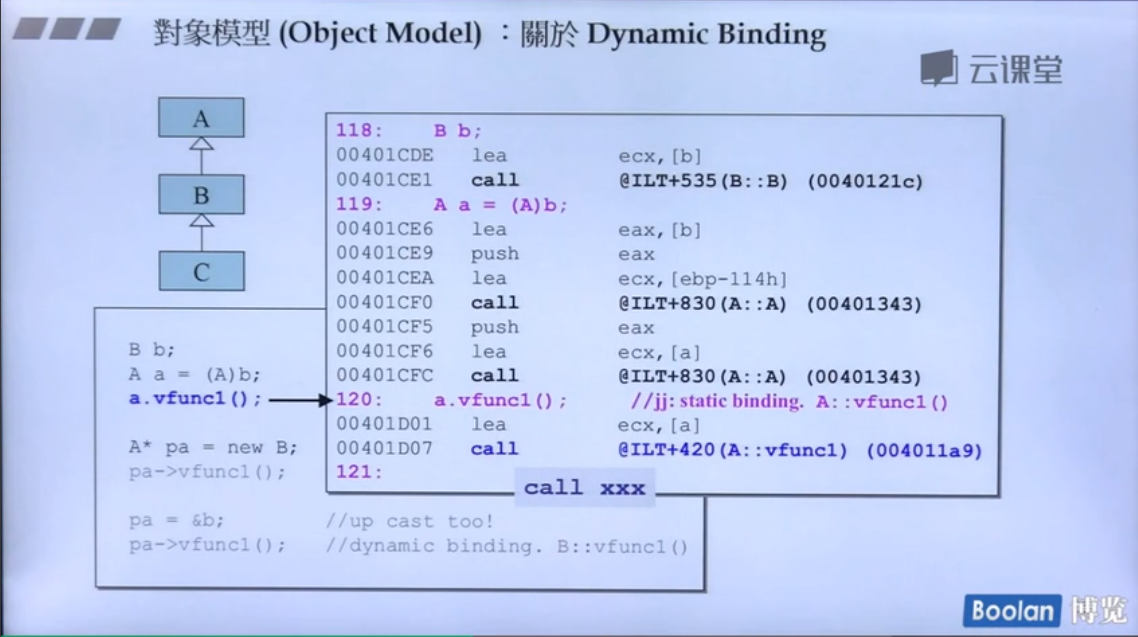 對象模型 (Object Model) ：關於 Dynamic Binding
云课堂
A
B
C
118: B b;
00401CDE lea ecx,[b]
00401CE1 call @ILT+535(B::B) (0040121c)
119: A a = (A)b;
00401CE6 lea eax,[b]
00401CE9 push eax
00401CEA lea ecx,[ebp-114h]
00401CF0 call @ILT+830(A::A) (00401343)
00401CF5 push eax
00401CF6 lea ecx,[a]
00401CFC call @ILT+830(A::A) (00401343)
120: a.vfunc1(); //jj: static binding. A::vfunc1()
00401D01 lea ecx,[a]
00401D07 call @ILT+420(A::vfunc1) (004011a9)
121:
call xxx
B b;
A a = (A)b;
a.vfunc1();
A* pa = new B;
pa->vfunc1();
pa = &b; //up cast too!
pa->vfunc1(); //dynamic binding. B::vfunc1()
Boolan 博览